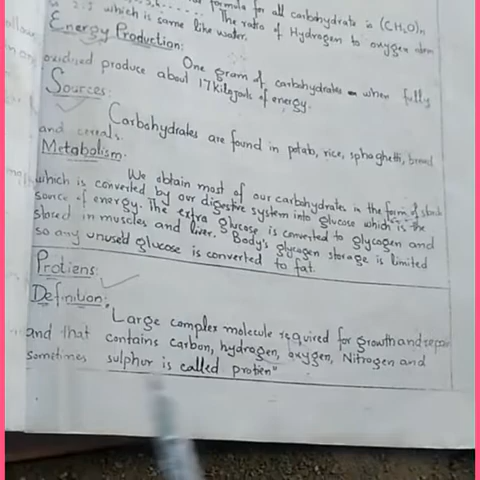 formula for all carbohydrate is (CH2O)n
which is same like water. The ratio of Hydrogen to oxygen atom
Energy Production:
One gram of carbohydrates when fully
oxidised produce about 17 kilojouls of energy.
Sources:
Carbohydrates are found in potato, rice, sphaghetti, bread
and cereals.
Metabolism.
We obtain most of our carbohydrates in the form of starch
which is converted by our digestive system into glucose which is the
source of energy. The extra glucose is converted to glycogen and
stored in muscles and liver. Body's glycogen storage is limited
so any unused glucose is converted to fat.
Protiens:
Definition:
"Large complex molecule required for growth and repair
and that contains carbon, hydrogen, oxygen, Nitrogen and
sometimes sulphur is called protien"